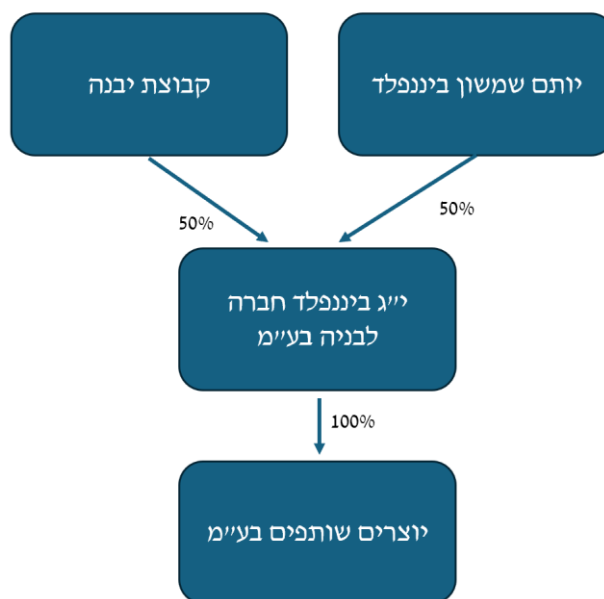 יותם שמשון ביננפלד
קבוצת יבנה
50%
50%
י"ג ביננפלד חברה
לבניה בע"מ
100%
יוצרים שותפים בע"מ